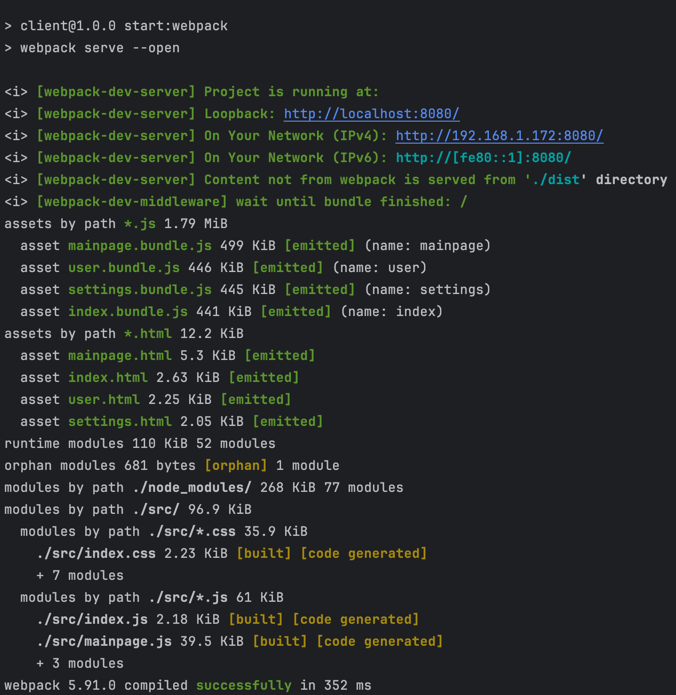 > client@1.0.0 start:webpack
> webpack serve --open
<i> [webpack-dev-server] Project is running at:
<i> [webpack-dev-server] Loopback: http://localhost:8080/
<i> [webpack-dev-server] On Your Network (IPv4): http://192.168.1.172:8080/
<i> [webpack-dev-server] On Your Network (IPv6): http://[fe80::1]:8080/
<i> [webpack-dev-server] Content not from webpack is served from './dist' directory
<i> [webpack-dev-middleware] wait until bundle finished: /
assets by path *.js 1.79 MiB
  asset mainpage.bundle.js 499 KiB [emitted] (name: mainpage)
  asset user.bundle.js 446 KiB [emitted] (name: user)
  asset settings.bundle.js 445 KiB [emitted] (name: settings)
  asset index.bundle.js 441 KiB [emitted] (name: index)
assets by path *.html 12.2 KiB
  asset mainpage.html 5.3 KiB [emitted]
  asset index.html 2.63 KiB [emitted]
  asset user.html 2.25 KiB [emitted]
  asset settings.html 2.05 KiB [emitted]
runtime modules 110 KiB 52 modules
orphan modules 681 bytes [orphan] 1 module
modules by path ./node_modules/ 268 KiB 77 modules
modules by path ./src/ 96.9 KiB
  modules by path ./src/*.css 35.9 KiB
    ./src/index.css 2.23 KiB [built] [code generated]
    + 7 modules
  modules by path ./src/*.js 61 KiB
    ./src/index.js 2.18 KiB [built] [code generated]
    ./src/mainpage.js 39.5 KiB [built] [code generated]
    + 3 modules
webpack 5.91.0 compiled successfully in 352 ms